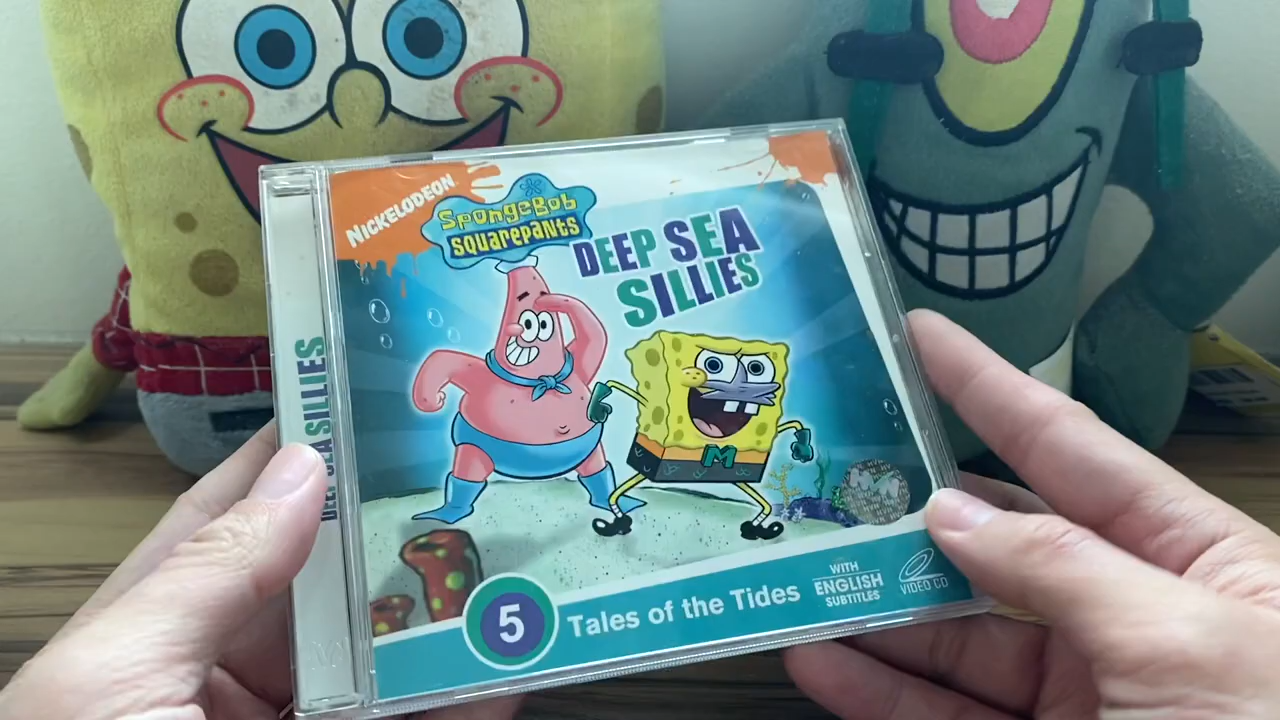 NICKELODEON
SpongeBob
SQUAREPANTS
DEEP SEA
SILLIES
DEEP SEA SILLIES
M
5
Tales of the Tides
WITH
ENGLISH
SUBTITLES
VIDEO CD